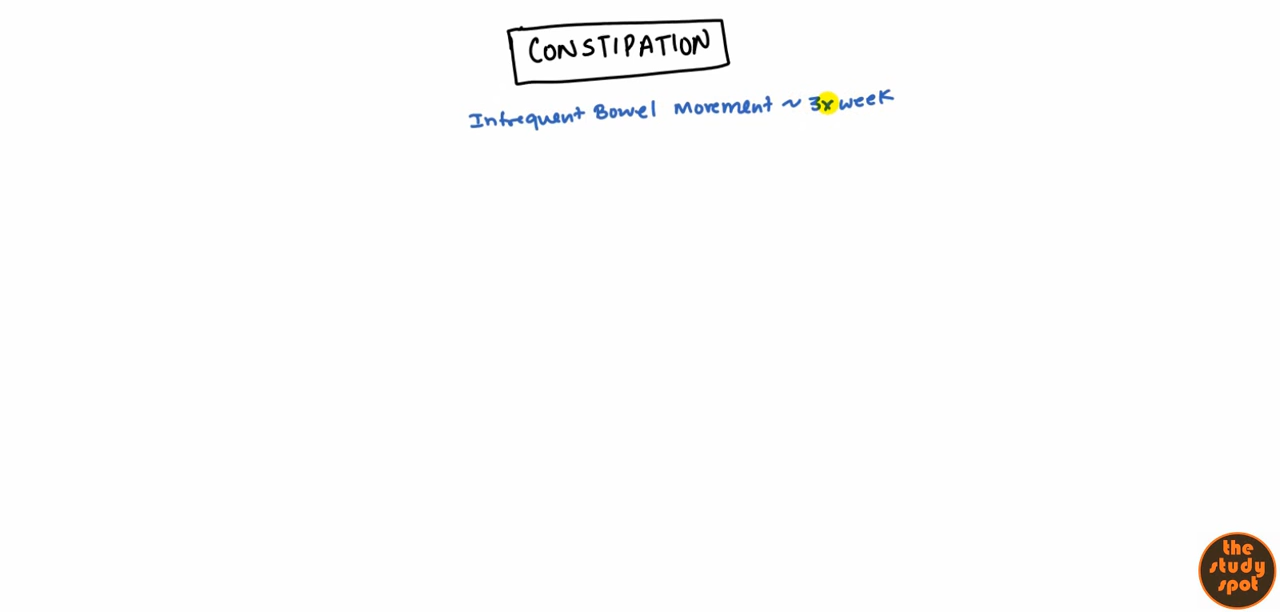 CONSTIPATION
Infrequent Bowel Movement ~ 3x week
the
study
spot